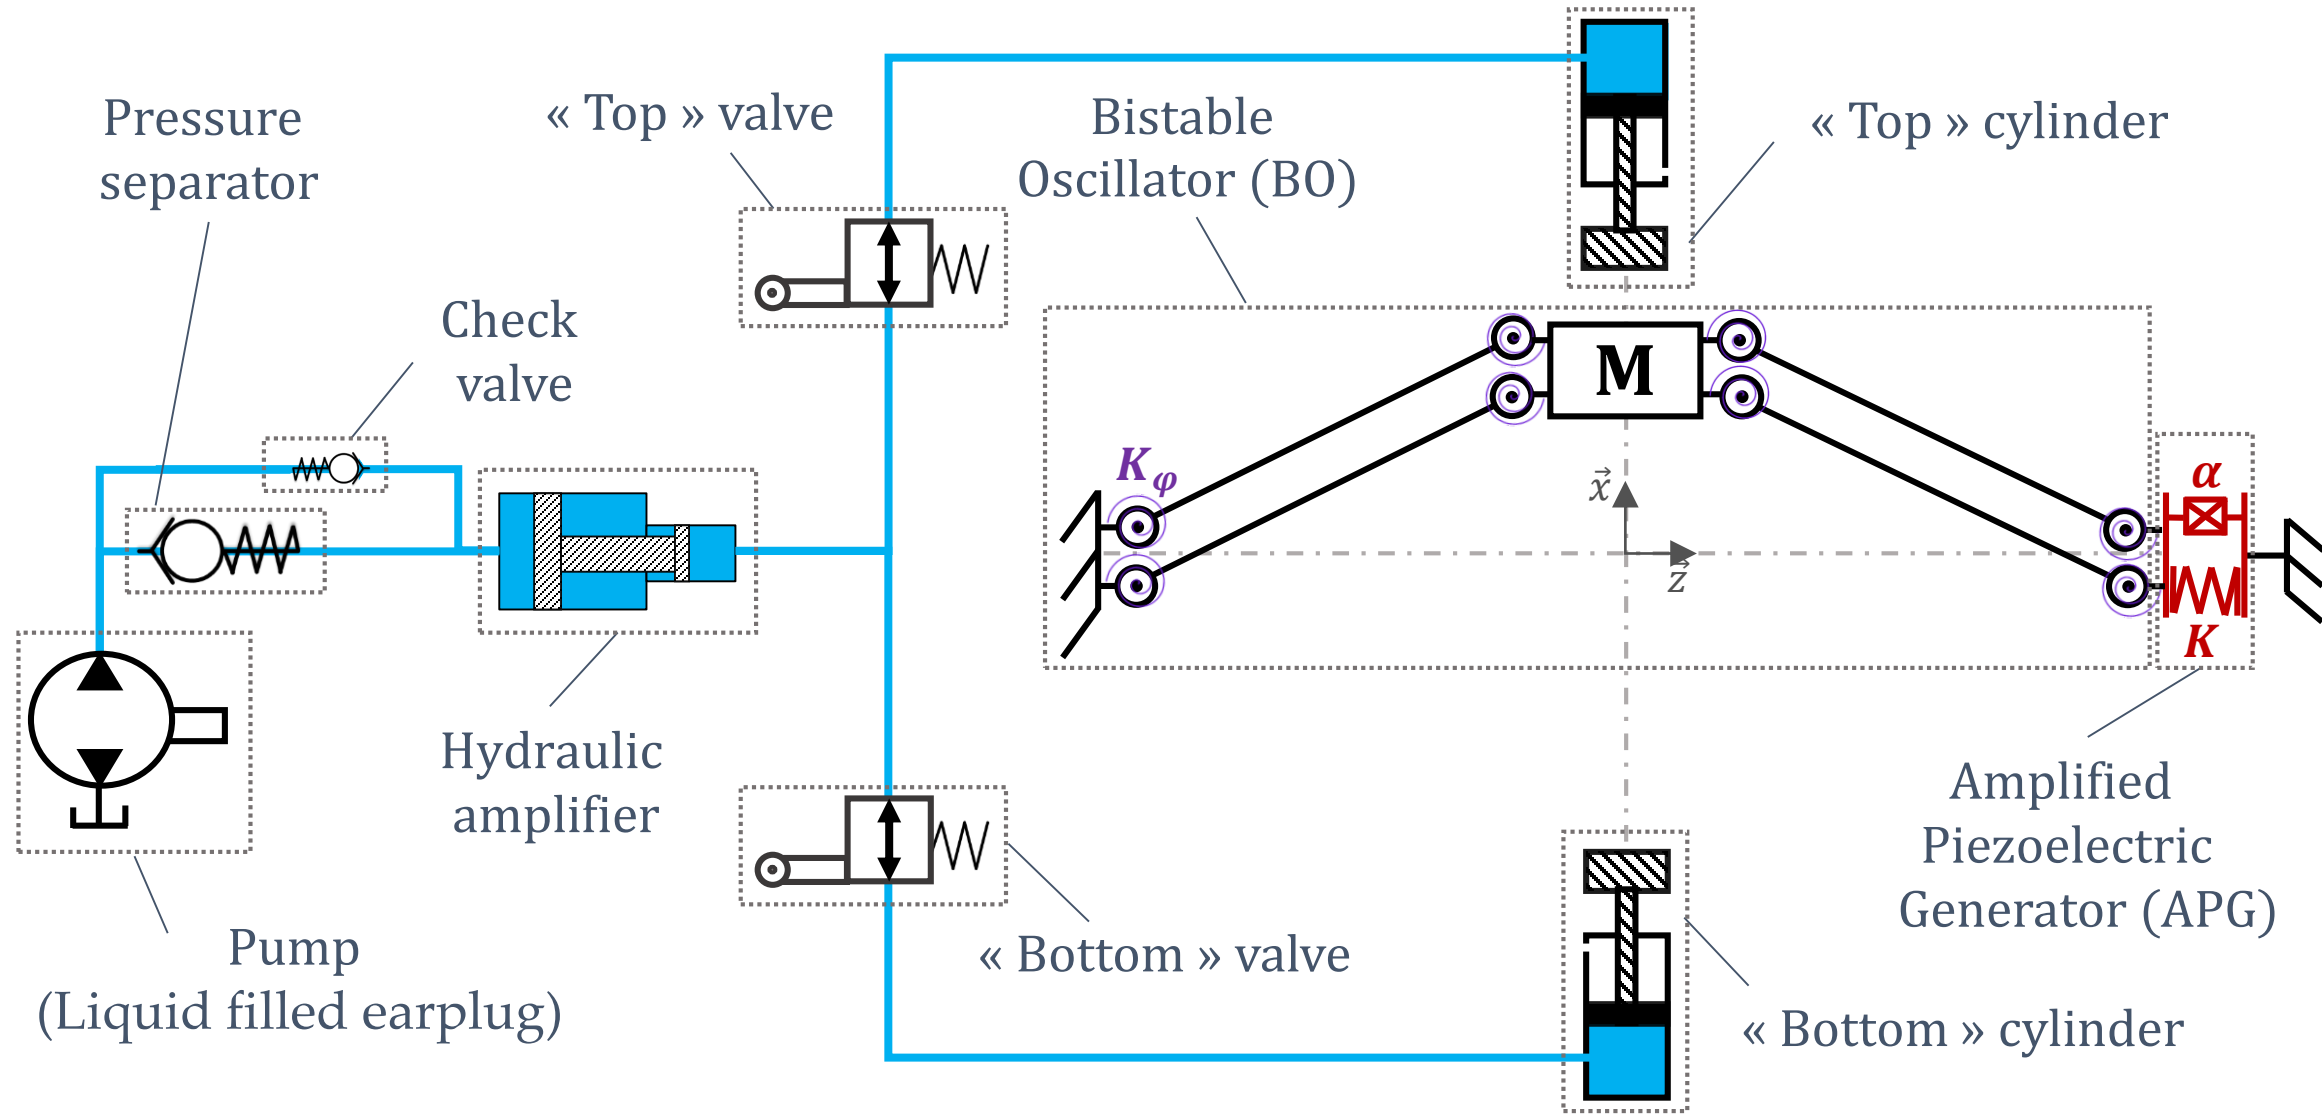 Pressure
separator
« Top » valve
Bistable
Oscillator (BO)
« Top » cylinder
Check
valve
M
K_φ
x⃗
z⃗
α
K
Hydraulic
amplifier
Amplified
Piezoelectric
Generator (APG)
Pump
(Liquid filled earplug)
« Bottom » valve
« Bottom » cylinder